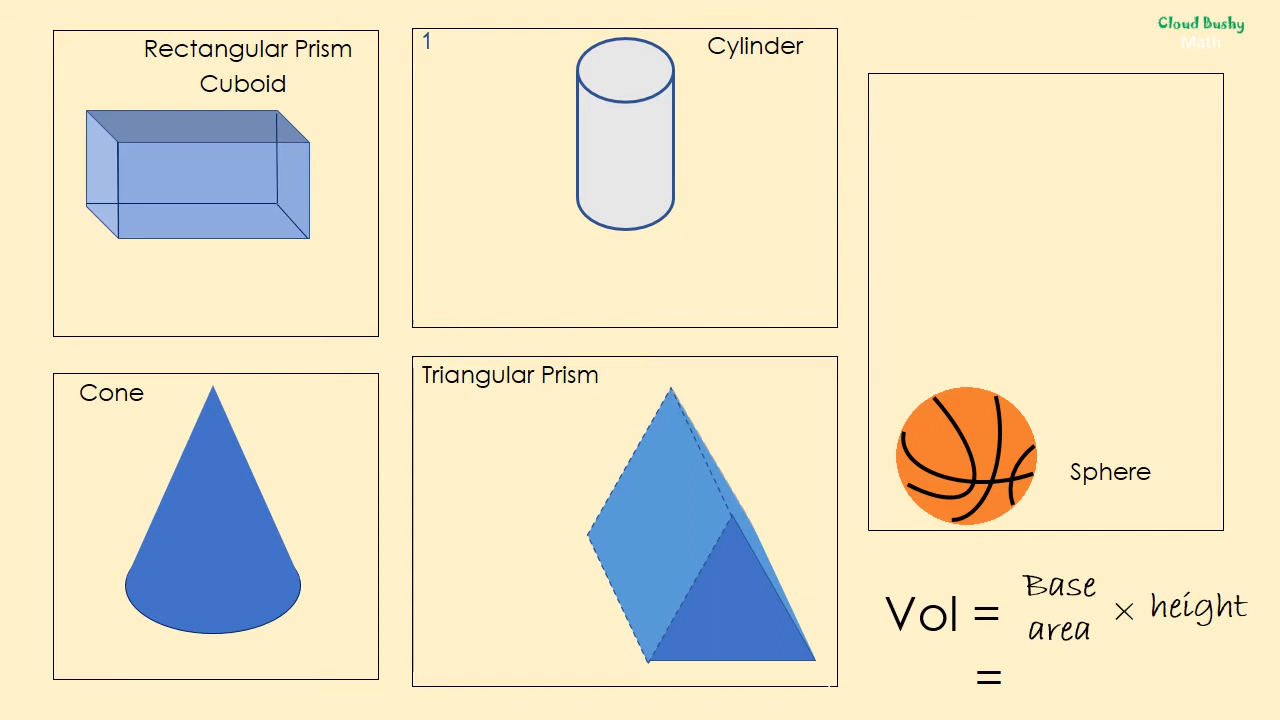 Cloud Bushy
Math
Rectangular Prism
Cuboid
1
Cylinder
Cone
Triangular Prism
Sphere
Vol = Base area × height
=